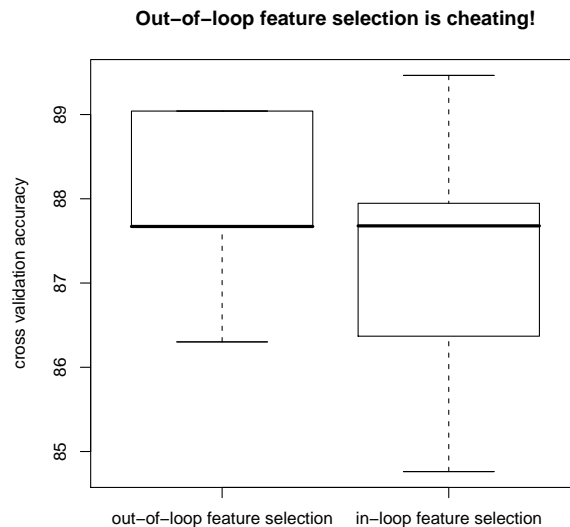 Out−of−loop feature selection is cheating!
cross validation accuracy
89
88
87
86
85
out−of−loop feature selection
in−loop feature selection